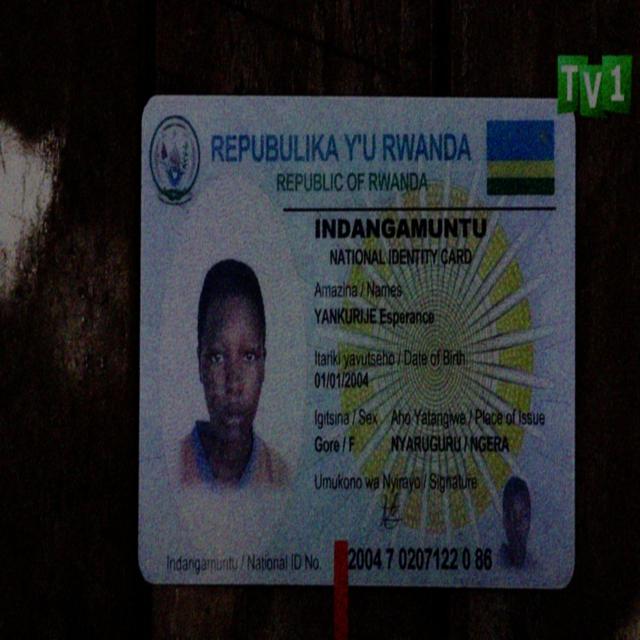 TV1
REPUBULIKA Y'U RWANDA
REPUBLIC OF RWANDA
INDANGAMUNTU
NATIONAL IDENTITY CARD
Amazina / Names
YANKURIJE Esperance
Itariki yavutseho / Date of Birth
01/01/2004
Igitsina / Sex Aho Yatangiwe / Place of Issue
Gore / F NYARUGURU / NGERA
Umukono wa Nyirayo / Signature
Indangamuntu / National ID No. 2004 7 0207122 0 86